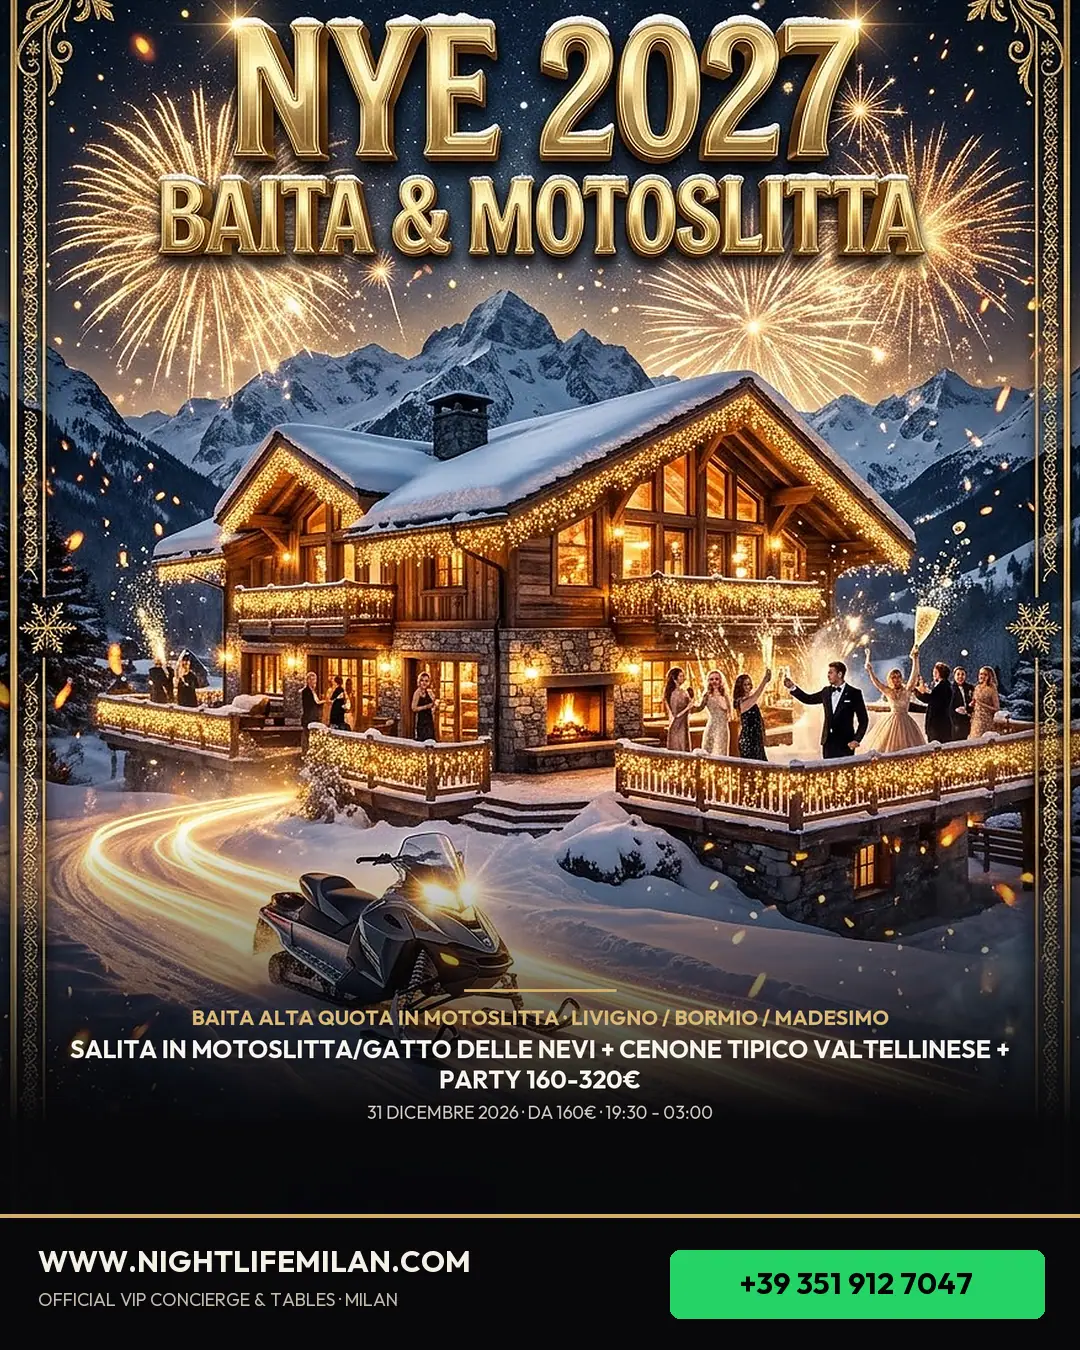 NYE 2027
BAITA & MOTOSLITTA
BAITA ALTA QUOTA IN MOTOSLITTA · LIVIGNO / BORMIO / MADESIMO
SALITA IN MOTOSLITTA/GATTO DELLE NEVI + CENONE TIPICO VALTELLINESE +
PARTY 160-320€
31 DICEMBRE 2026 · DA 160€ · 19:30 - 03:00
WWW.NIGHTLIFEMILAN.COM
OFFICIAL VIP CONCIERGE & TABLES · MILAN
+39 351 912 7047